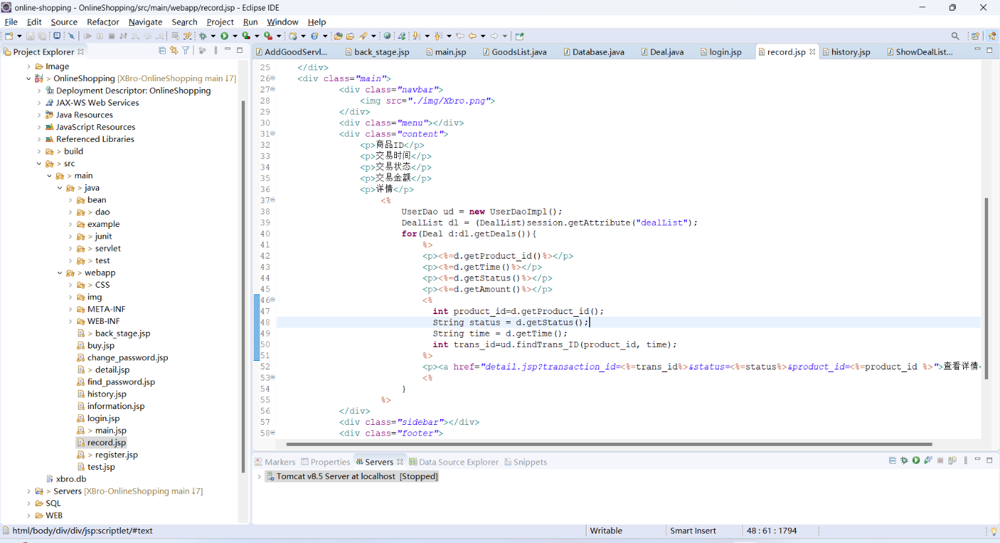 online-shopping - OnlineShopping/src/main/webapp/record.jsp - Eclipse IDE
File Edit Source Refactor Navigate Search Project Run Window Help
Project Explorer
AddGoodServl... back_stage.jsp main.jsp GoodsList.java Database.java Deal.java login.jsp record.jsp history.jsp ShowDealList...
Image
> OnlineShopping [XBro-OnlineShopping main ↓7]
Deployment Descriptor: OnlineShopping
JAX-WS Web Services
Java Resources
JavaScript Resources
Referenced Libraries
> build
> src
> main
> java
bean
> dao
example
> junit
> servlet
> test
> webapp
> CSS
img
META-INF
WEB-INF
> back_stage.jsp
buy.jsp
change_password.jsp
> detail.jsp
find_password.jsp
history.jsp
information.jsp
login.jsp
> main.jsp
record.jsp
> register.jsp
test.jsp
xbro.db
> Servers [XBro-OnlineShopping main ↓7]
SQL
WEB
25 </div>
26 <div class="main">
27 <div class="navbar">
28 <img src="./img/Xbro.png">
29 </div>
30 <div class="menu"></div>
31 <div class="content">
32 <p>商品ID</p>
33 <p>交易时间</p>
34 <p>交易状态</p>
35 <p>交易金额</p>
36 <p>详情</p>
37 <%
38 UserDao ud = new UserDaoImpl();
39 DealList dl = (DealList)session.getAttribute("dealList");
40 for(Deal d:dl.getDeals()){
41 %>
42 <p><%=d.getProduct_id()%></p>
43 <p><%=d.getTime()%></p>
44 <p><%=d.getStatus()%></p>
45 <p><%=d.getAmount()%></p>
46 <%
47 int product_id=d.getProduct_id();
48 String status = d.getStatus();
49 String time = d.getTime();
50 int trans_id=ud.findTrans_ID(product_id, time);
51 %>
52 <p><a href="detail.jsp?transaction_id=<%=trans_id%>&status=<%=status%>&product_id=<%=product_id %>">查看详情<
53 <%
54 }
55 %>
56 </div>
57 <div class="sidebar"></div>
58 <div class="footer">
Markers Properties Servers Data Source Explorer Snippets
Tomcat v8.5 Server at localhost [Stopped]
html/body/div/div/jsp:scriptlet/#text Writable Smart Insert 48 : 61 : 1794